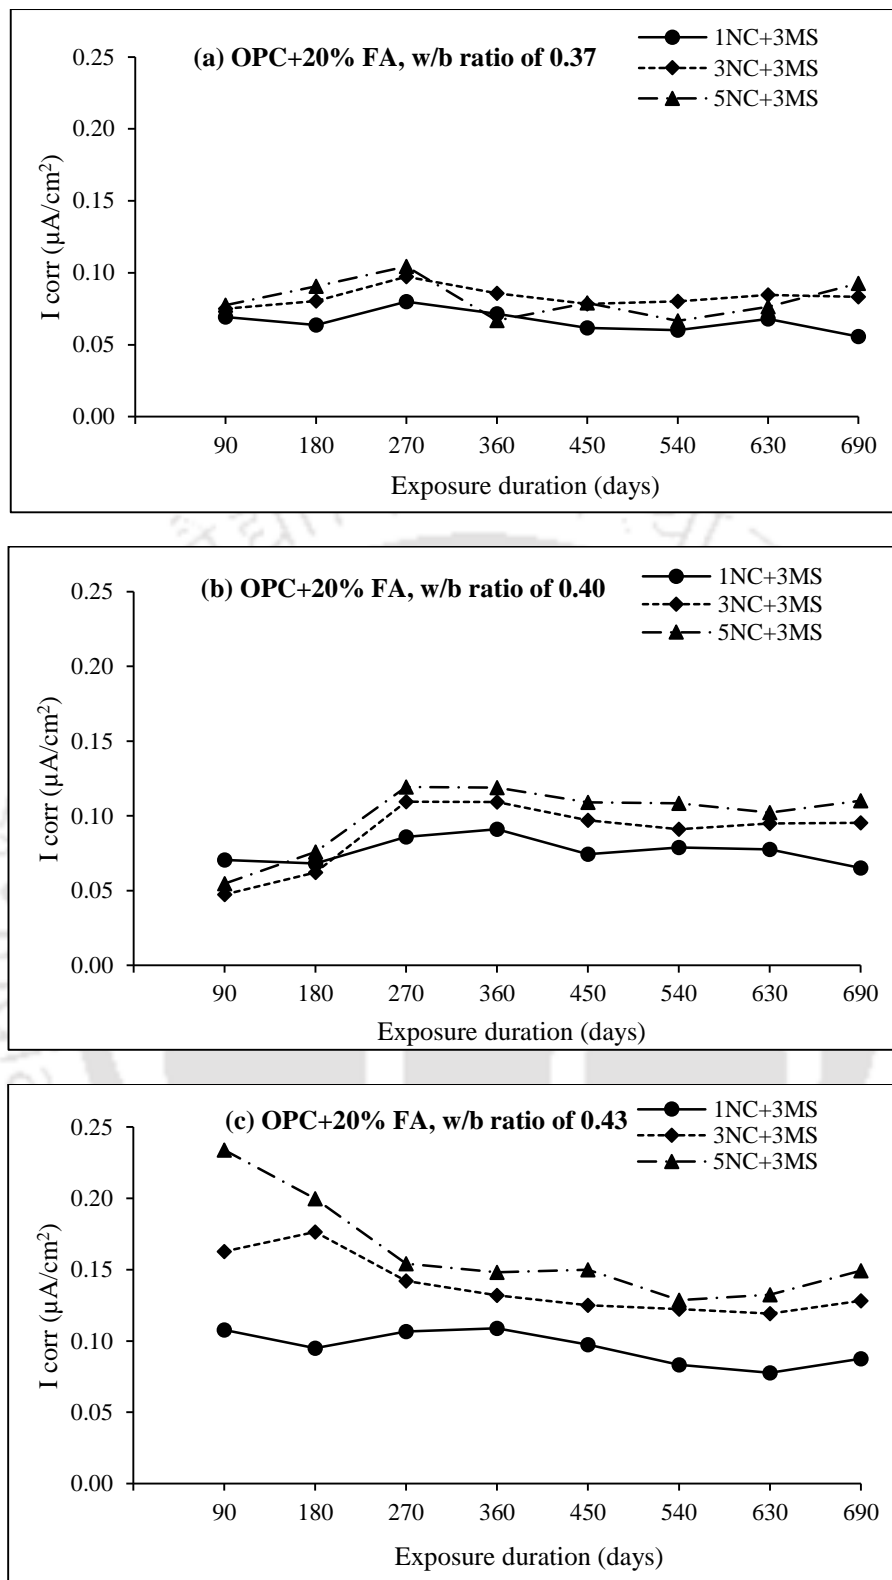 (a) OPC+20% FA, w/b ratio of 0.37
1NC+3MS
3NC+3MS
5NC+3MS
0.25
0.20
0.15
0.10
0.05
0.00
I corr (µA/cm²)
90 180 270 360 450 540 630 690
Exposure duration (days)
(b) OPC+20% FA, w/b ratio of 0.40
1NC+3MS
3NC+3MS
5NC+3MS
0.25
0.20
0.15
0.10
0.05
0.00
I corr (µA/cm²)
90 180 270 360 450 540 630 690
Exposure duration (days)
(c) OPC+20% FA, w/b ratio of 0.43
1NC+3MS
3NC+3MS
5NC+3MS
0.25
0.20
0.15
0.10
0.05
0.00
I corr (µA/cm²)
90 180 270 360 450 540 630 690
Exposure duration (days)